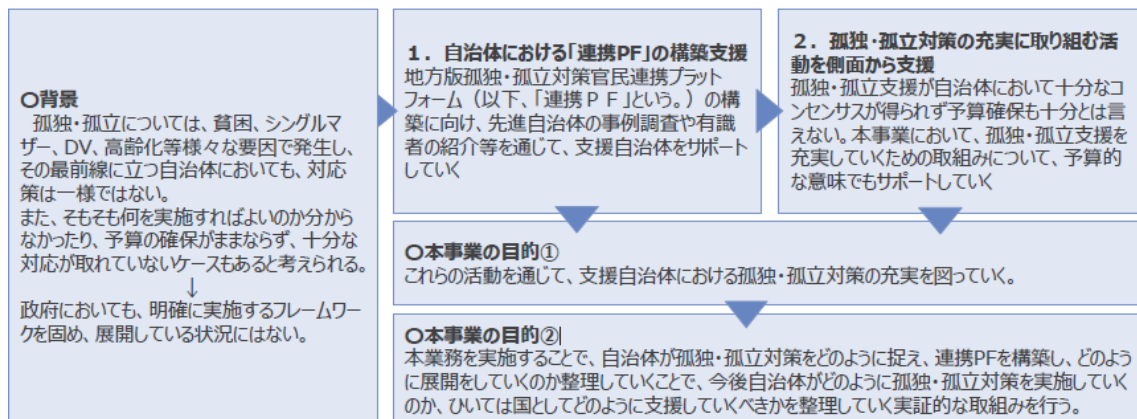 〇背景
孤独・孤立については、貧困、シングルマ
ザー、DV、高齢化等様々な要因で発生し、
その最前線に立つ自治体においても、対応
策は一様ではない。
また、そもそも何を実施すればよいのか分から
なかったり、予算の確保がままならず、十分な
対応が取れていないケースもあると考えられる。
↓
政府においても、明確に実施するフレームワー
クを固め、展開している状況にはない。
１．自治体における「連携PF」の構築支援
地方版孤独・孤立対策官民連携プラット
フォーム（以下、「連携ＰＦ」という。）の構
築に向け、先進自治体の事例調査や有識
者の紹介等を通じて、支援自治体をサポート
していく
２．孤独・孤立対策の充実に取り組む活
動を側面から支援
孤独・孤立支援が自治体において十分なコ
ンセンサスが得られず予算確保も十分とは言
えない。本事業において、孤独・孤立支援を
充実していくための取組みについて、予算的
な意味でもサポートしていく
〇本事業の目的①
これらの活動を通じて、支援自治体における孤独・孤立対策の充実を図っていく。
〇本事業の目的②
本業務を実施することで、自治体が孤独・孤立対策をどのように捉え、連携PFを構築し、どのよう
に展開をしていくのか整理していくことで、今後自治体がどのように孤独・孤立対策を実施していく
のか、ひいては国としてどのように支援していくべきかを整理していく実証的な取組みを行う。